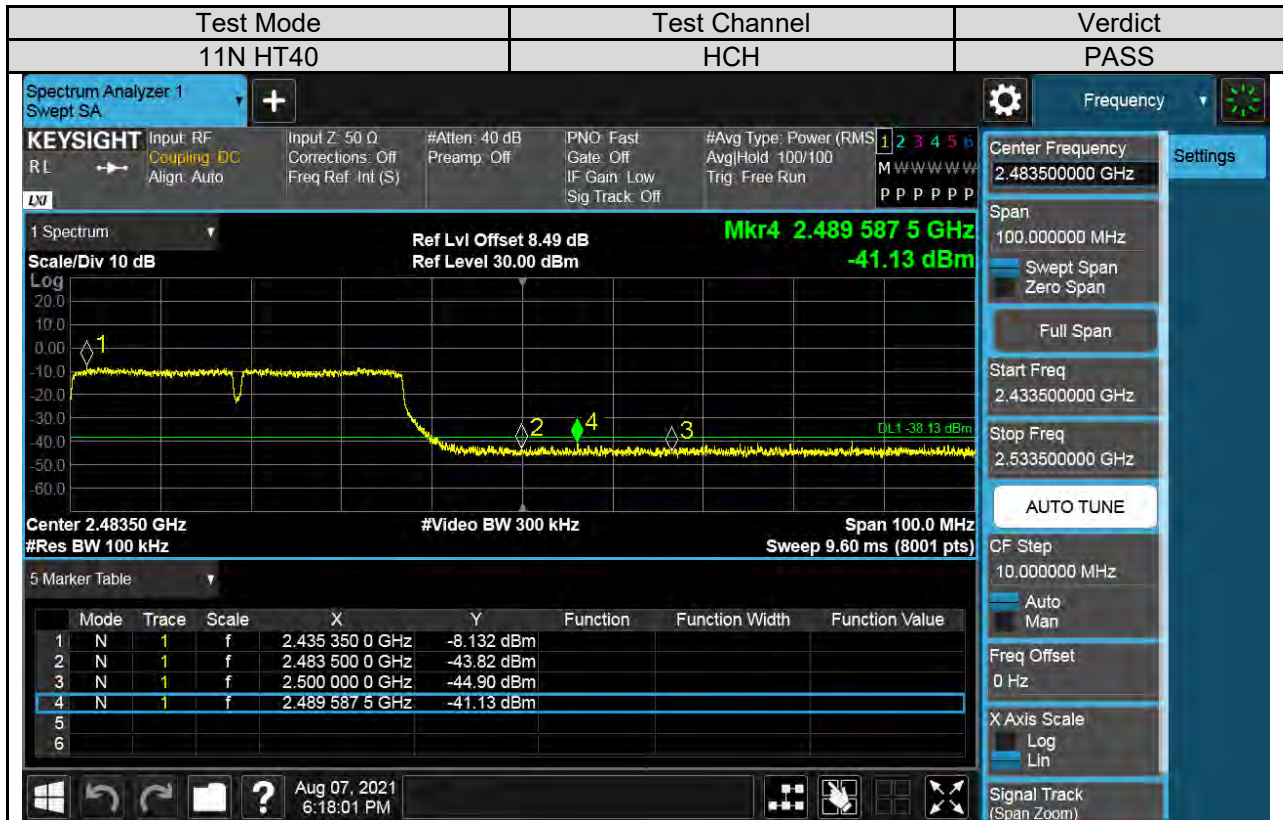 Test Mode Test Channel Verdict
11N HT40 HCH PASS
Spectrum Analyzer 1
Swept SA
+
Frequency
KEYSIGHT
RL
LXI
Input: RF
Coupling: DC
Align: Auto
Input Z: 50 Ω
Corrections: Off
Freq Ref: Int (S)
#Atten: 40 dB
Preamp: Off
PNO: Fast
Gate: Off
IF Gain: Low
Sig Track: Off
#Avg Type: Power (RMS
Avg|Hold: 100/100
Trig: Free Run
1 2 3 4 5 6
M W W W W W
P P P P P P
1 Spectrum
Scale/Div 10 dB
Ref Lvl Offset 8.49 dB
Ref Level 30.00 dBm
Mkr4 2.489 587 5 GHz
-41.13 dBm
Log
20.0
10.0
0.00
-10.0
-20.0
-30.0
-40.0
-50.0
-60.0
1
2
4
3
DL1 -38.13 dBm
Center 2.48350 GHz #Video BW 300 kHz Span 100.0 MHz
#Res BW 100 kHz Sweep 9.60 ms (8001 pts)
5 Marker Table
Mode Trace Scale X Y Function Function Width Function Value
1 N 1 f 2.435 350 0 GHz -8.132 dBm
2 N 1 f 2.483 500 0 GHz -43.82 dBm
3 N 1 f 2.500 000 0 GHz -44.90 dBm
4 N 1 f 2.489 587 5 GHz -41.13 dBm
5
6
?
Aug 07, 2021
6:18:01 PM
Center Frequency
2.483500000 GHz
Settings
Span
100.000000 MHz
Swept Span
Zero Span
Full Span
Start Freq
2.433500000 GHz
Stop Freq
2.533500000 GHz
AUTO TUNE
CF Step
10.000000 MHz
Auto
Man
Freq Offset
0 Hz
X Axis Scale
Log
Lin
Signal Track
(Span Zoom)